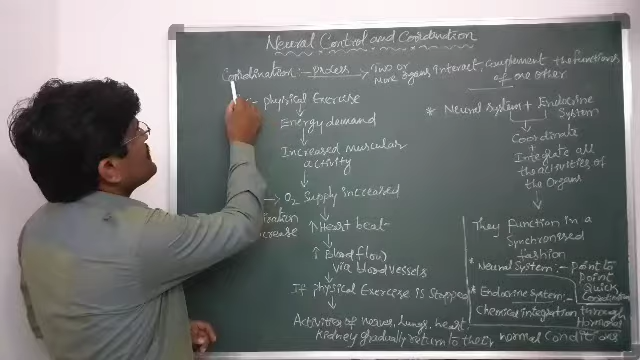 Neural Control and Coordination
Coordination :- process → Two or
More organs interact, complement the functions
of one other
:- physical Exercise
↓
Energy demand
↓
Increased muscular
activity
↓
→ O₂ Supply increased
↓
↑ Heart beat
↓
↑ Blood flow
via blood vessels
↓
If physical Exercise is Stopped
↓
Activities of nerves, lungs, heart
kidney gradually return to their normal Conditions
* Neural System + Endocrine
System
↓
Coordinate
+
Integrate all
the activities of
the Organs
↓
They function in a
Synchronised
fashion
* Neural System :- point to
point
Quick
Coordination
* Endocrine System :-
Chemical integration through
Hormones